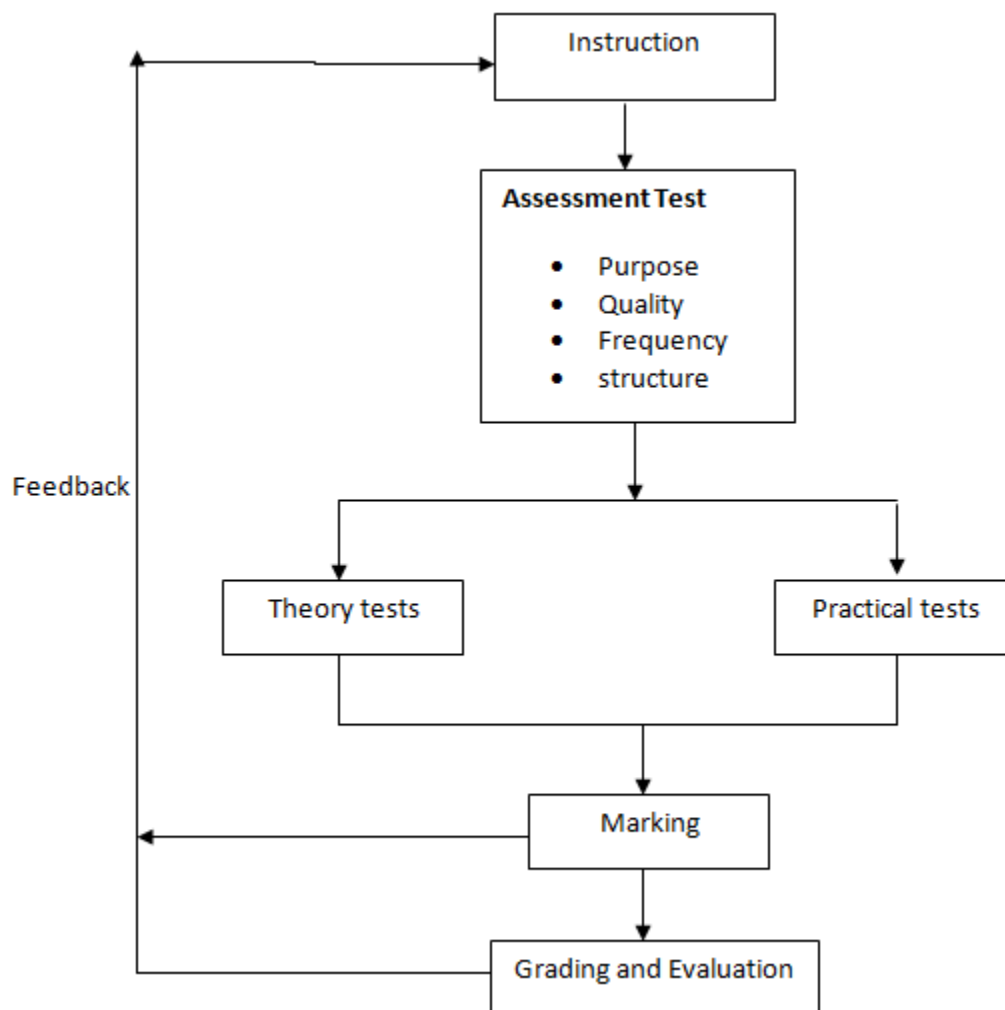 Instruction
Assessment Test
• Purpose
• Quality
• Frequency
• structure
Feedback
Theory tests
Practical tests
Marking
Grading and Evaluation